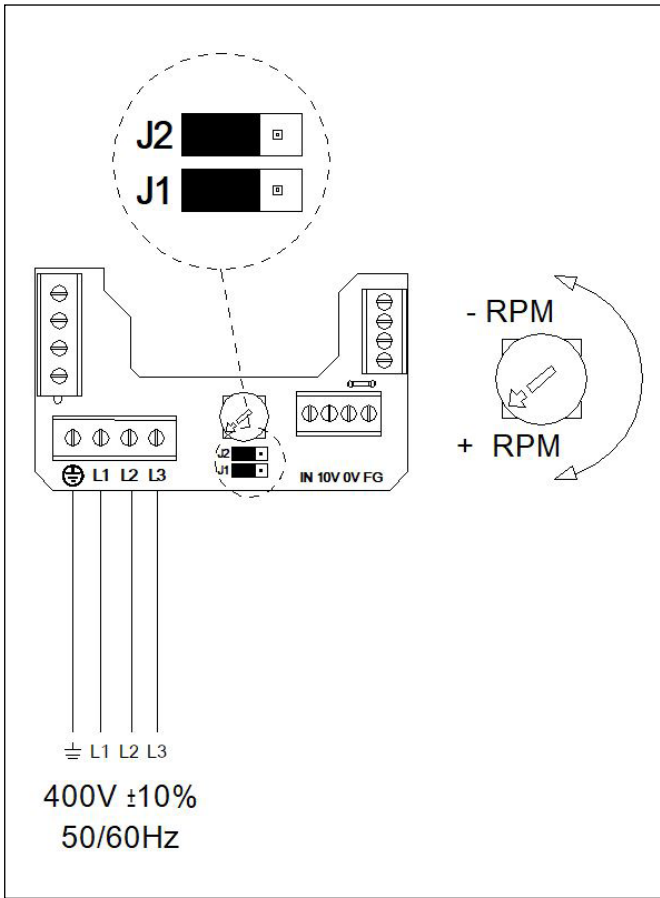 J2
J1
- RPM
+ RPM
J2
J1
L1 L2 L3
IN 10V 0V FG
L1 L2 L3
400V ±10%
50/60Hz